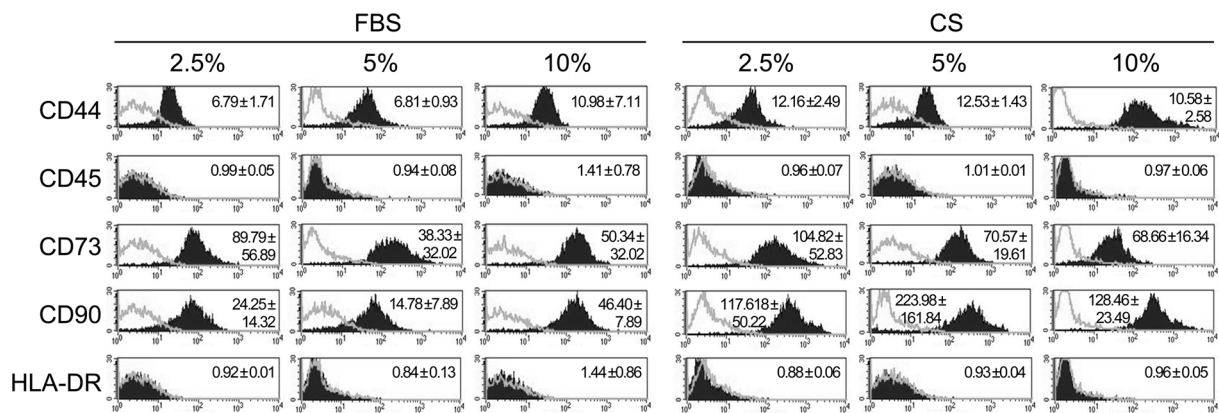 FBS CS
2.5% 5% 10% 2.5% 5% 10%
CD44 6.79±1.71 6.81±0.93 10.98±7.11 12.16±2.49 12.53±1.43 10.58±
2.58
CD45 0.99±0.05 0.94±0.08 1.41±0.78 0.96±0.07 1.01±0.01 0.97±0.06
CD73 89.79± 38.33± 50.34± 104.82± 70.57± 68.66±16.34
56.89 32.02 32.02 52.83 19.61
CD90 24.25± 14.78±7.89 46.40± 117.618± 223.98± 128.46±
14.32 7.89 50.22 161.84 23.49
HLA-DR 0.92±0.01 0.84±0.13 1.44±0.86 0.88±0.06 0.93±0.04 0.96±0.05